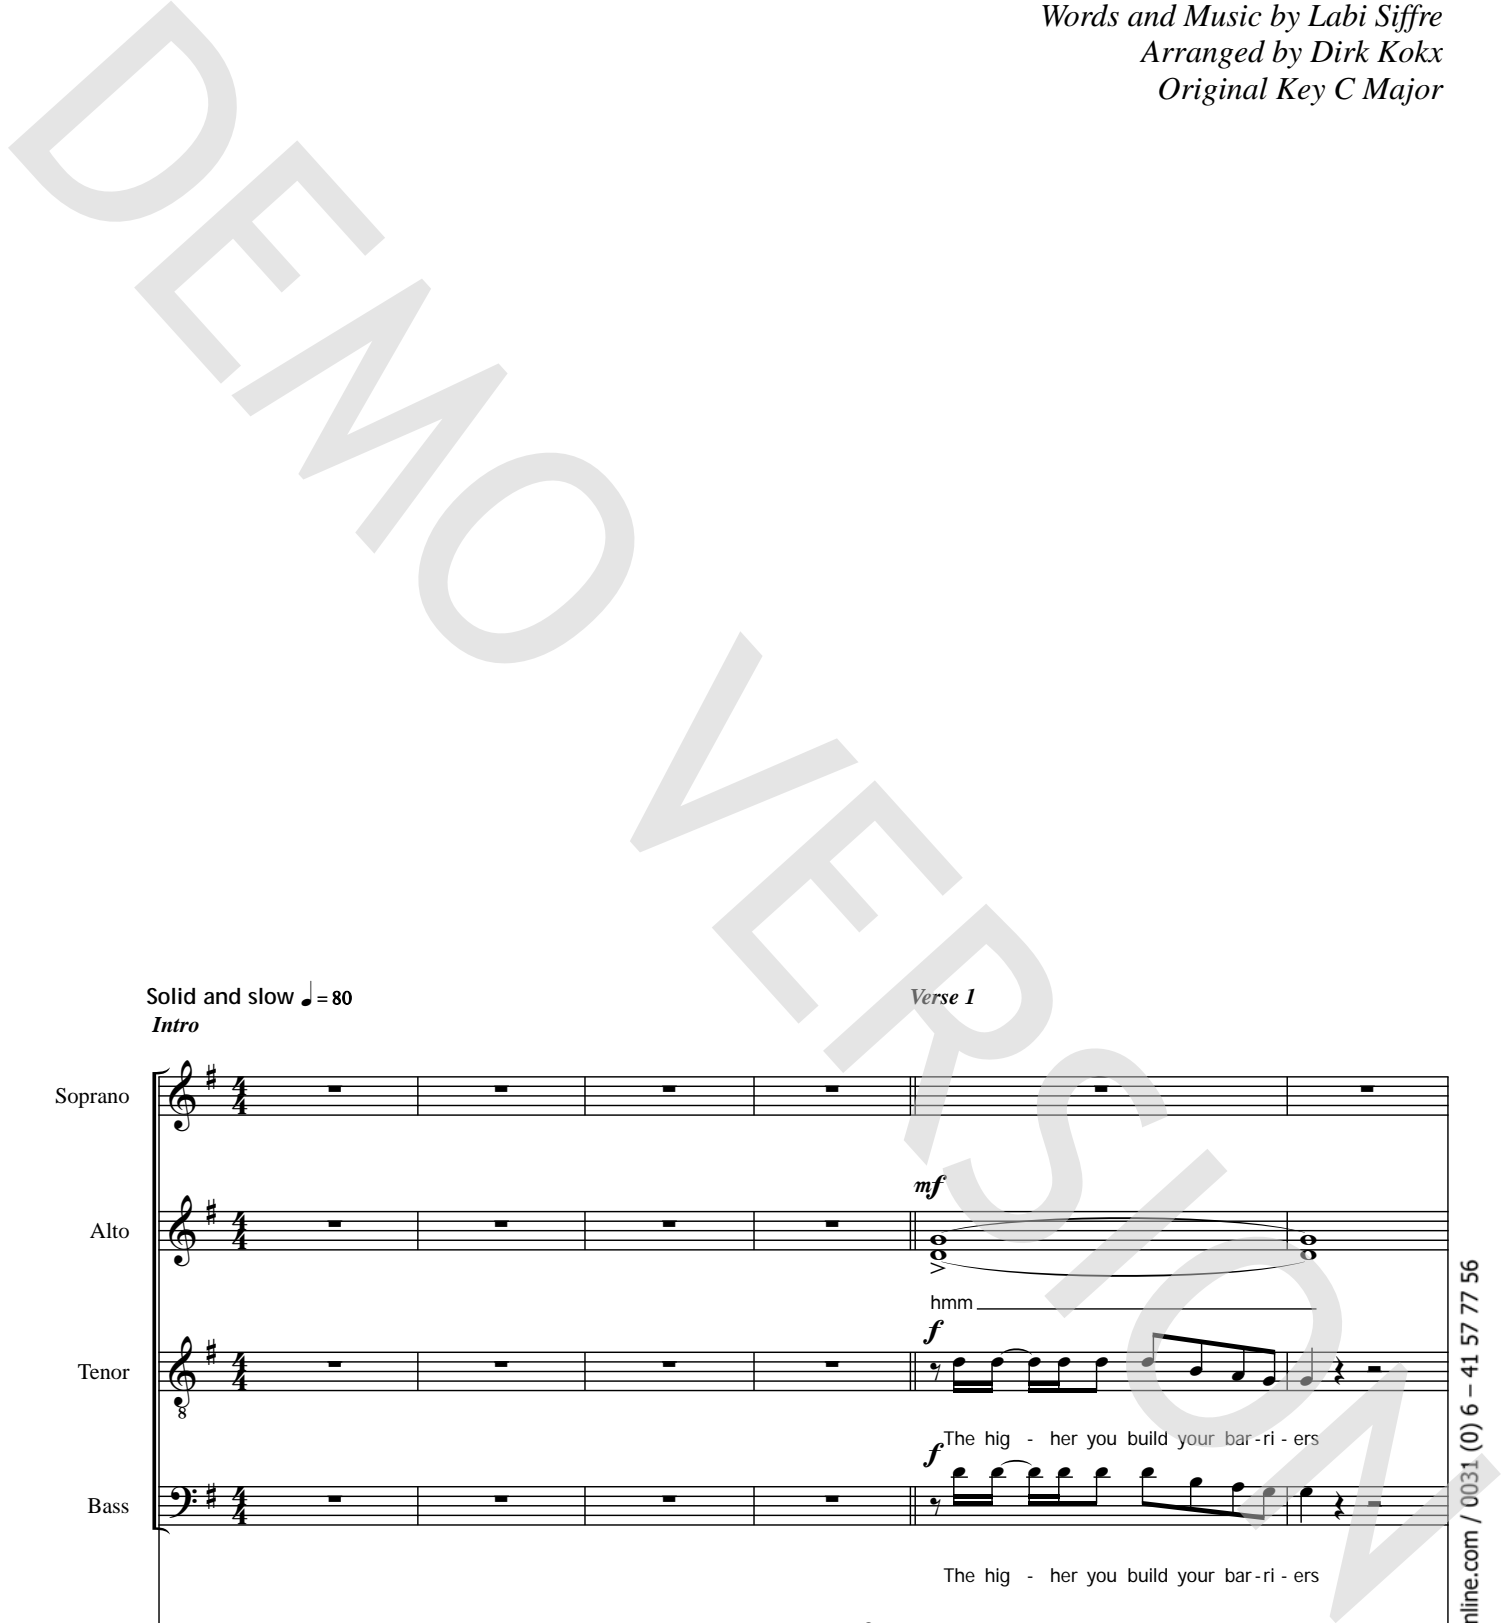 Words and Music by Labi Siffre
Arranged by Dirk Kokx
Original Key C Major
DEMO VERSION
Solid and slow ♩ = 80
Intro
Verse 1
Soprano
mf
Alto
hmm
f
Tenor
8
The hig - her you build your bar - ri - ers
f
Bass
The hig - her you build your bar - ri - ers
nline.com / 0031 (0) 6 – 41 57 77 56